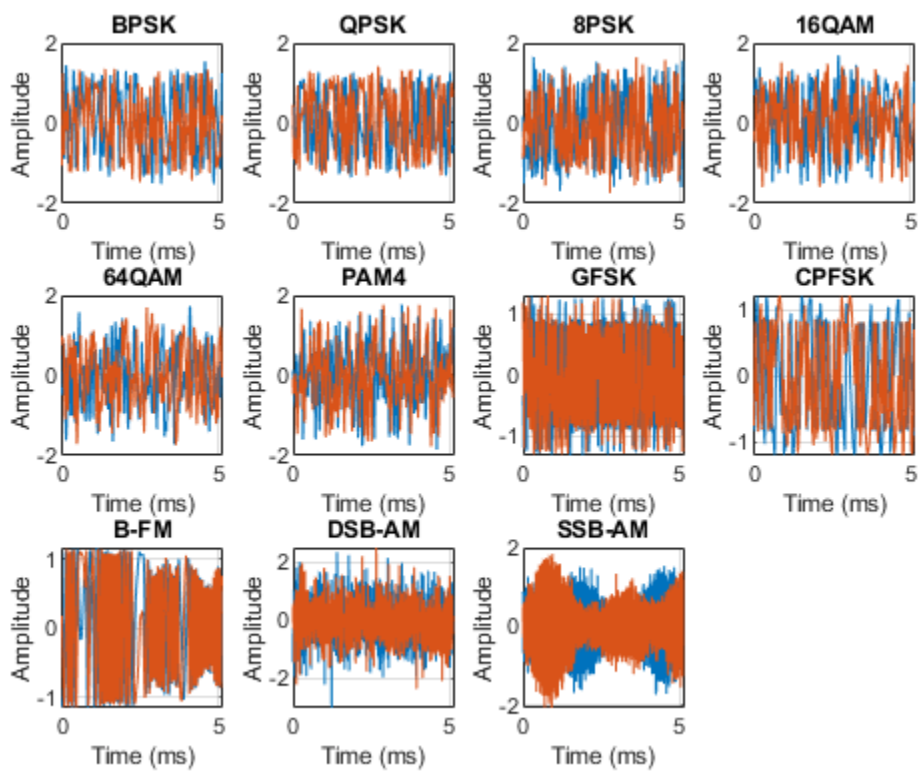 BPSK QPSK 8PSK 16QAM
2 2 2 2
Amplitude Amplitude Amplitude Amplitude
0 0 0 0
-2 -2 -2 -2
0 5 0 5 0 5 0 5
Time (ms) Time (ms) Time (ms) Time (ms)
64QAM PAM4 GFSK CPFSK
2 2 1 1
Amplitude Amplitude Amplitude Amplitude
0 0 0 0
-2 -2 -1 -1
0 5 0 5 0 5 0 5
Time (ms) Time (ms) Time (ms) Time (ms)
B-FM DSB-AM SSB-AM
1 2 2
Amplitude Amplitude Amplitude
0 0 0
-1 -2 -2
0 5 0 5 0 5
Time (ms) Time (ms) Time (ms)